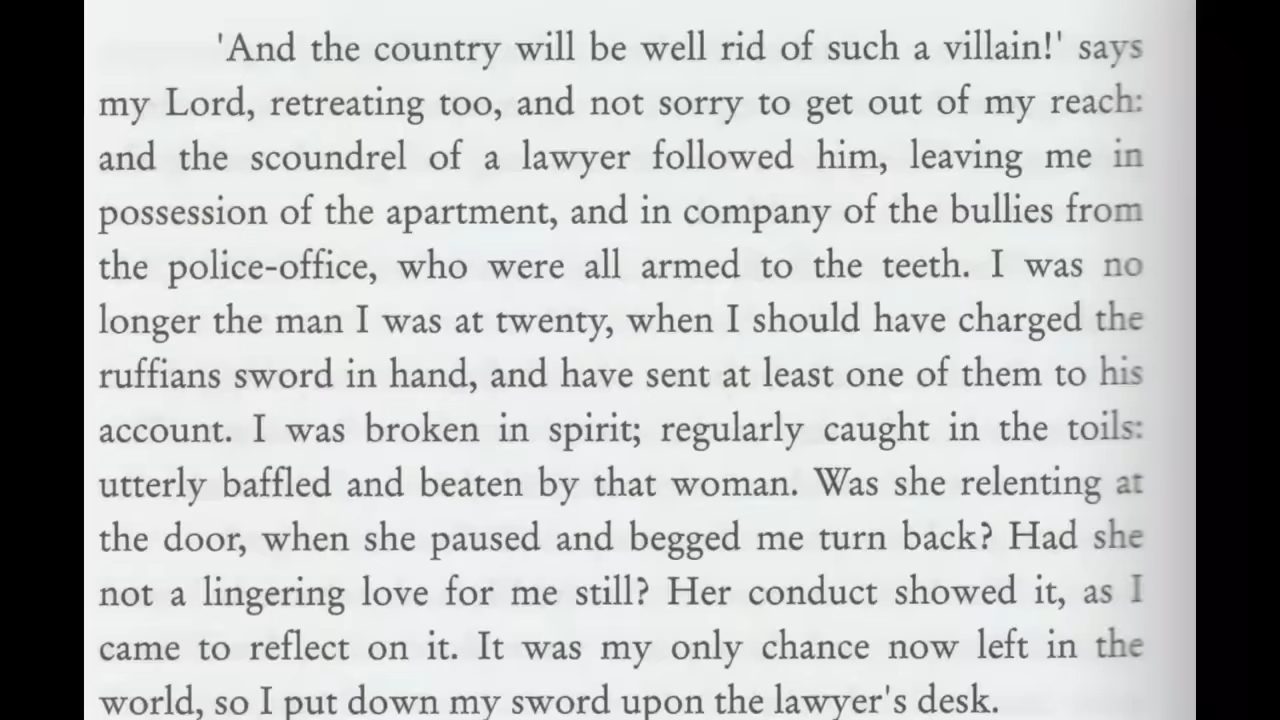 'And the country will be well rid of such a villain!' says
my Lord, retreating too, and not sorry to get out of my reach:
and the scoundrel of a lawyer followed him, leaving me in
possession of the apartment, and in company of the bullies from
the police-office, who were all armed to the teeth. I was no
longer the man I was at twenty, when I should have charged the
ruffians sword in hand, and have sent at least one of them to his
account. I was broken in spirit; regularly caught in the toils:
utterly baffled and beaten by that woman. Was she relenting at
the door, when she paused and begged me turn back? Had she
not a lingering love for me still? Her conduct showed it, as I
came to reflect on it. It was my only chance now left in the
world, so I put down my sword upon the lawyer's desk.